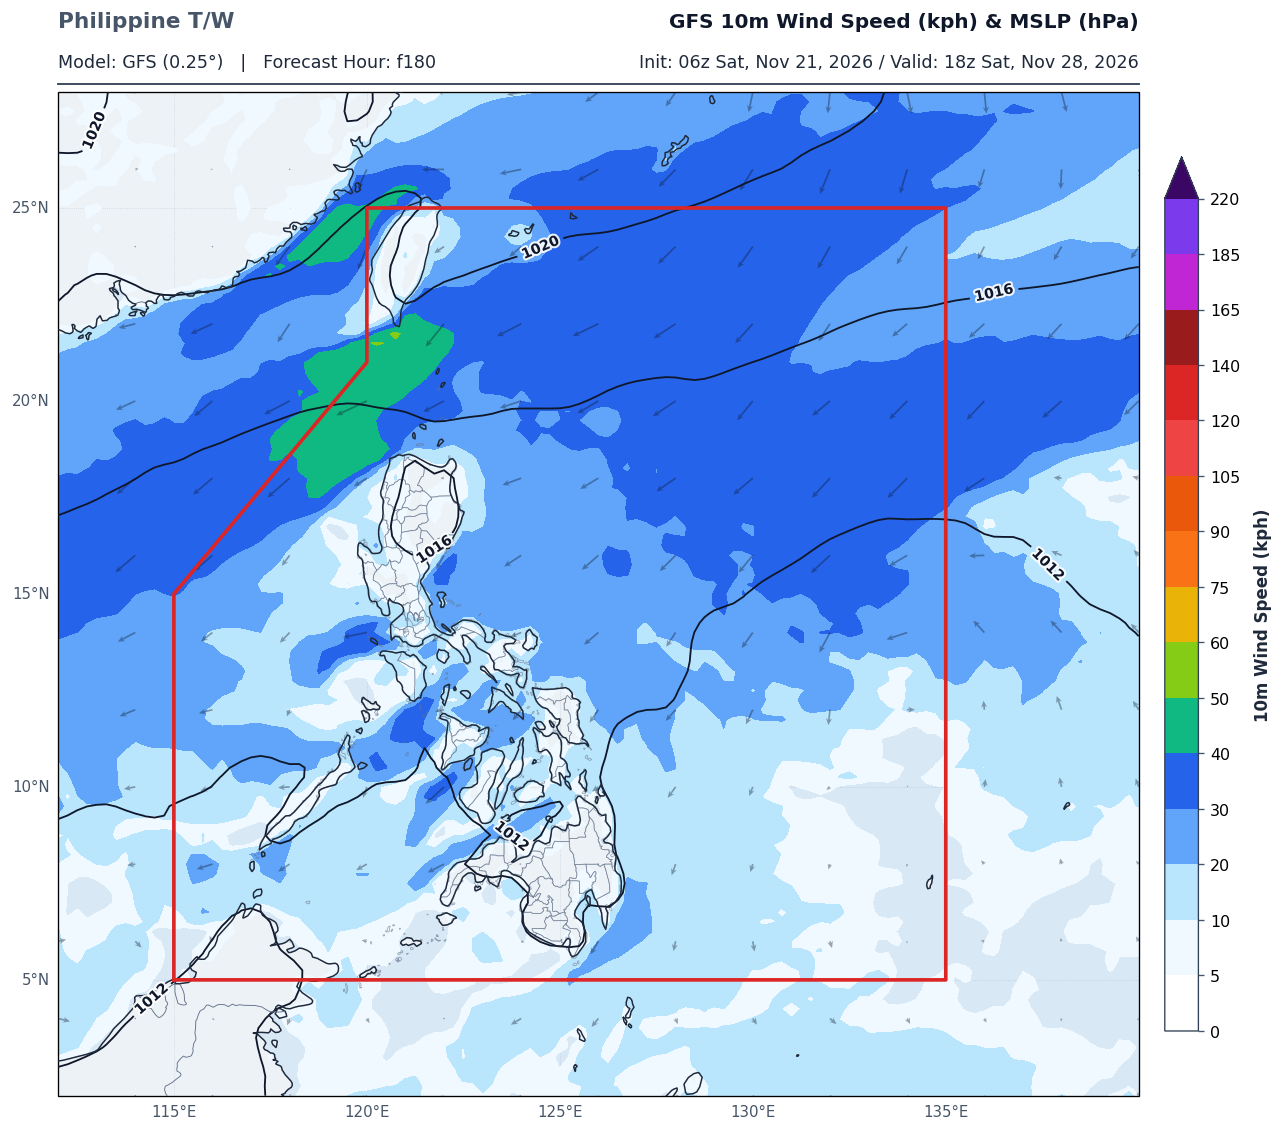 Philippine T/W
GFS 10m Wind Speed (kph) & MSLP (hPa)
Model: GFS (0.25°) | Forecast Hour: f180
Init: 06z Sat, Nov 21, 2026 / Valid: 18z Sat, Nov 28, 2026
1020
1020
1016
1016
1012
1012
1012
25°N
20°N
15°N
10°N
5°N
115°E
120°E
125°E
130°E
135°E
220
185
165
140
120
105
90
75
60
50
40
30
20
10
5
0
10m Wind Speed (kph)